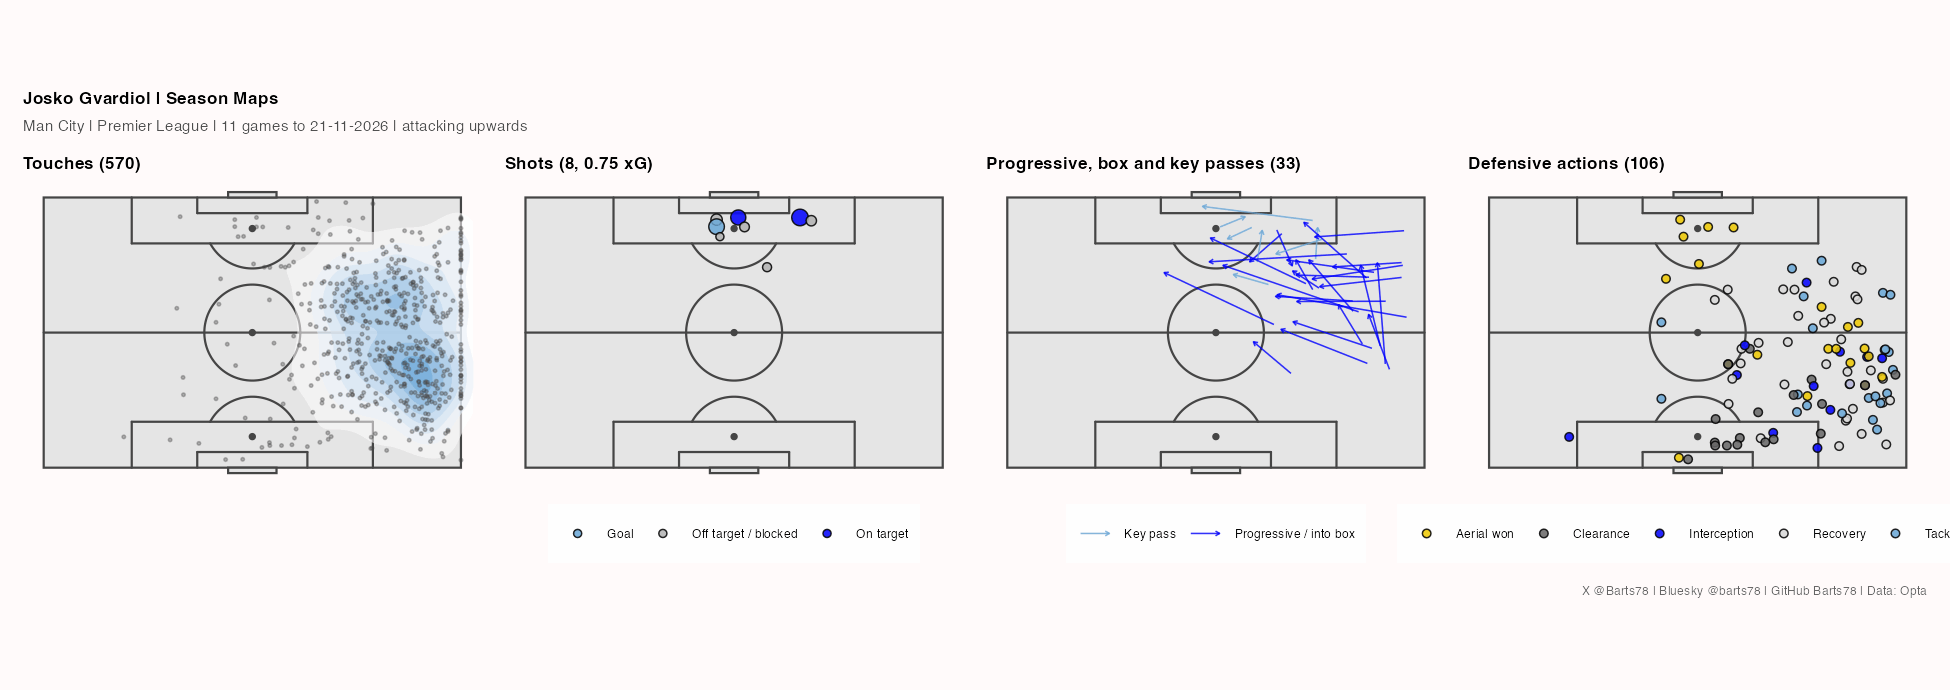 Josko Gvardiol | Season Maps
Man City | Premier League | 11 games to 21-11-2026 | attacking upwards
Touches (570)
Shots (8, 0.75 xG)
Progressive, box and key passes (33)
Defensive actions (106)
Goal
Off target / blocked
On target
Key pass
Progressive / into box
Aerial won
Clearance
Interception
Recovery
Tack
X @Barts78 | Bluesky @barts78 | GitHub Barts78 | Data: Opta